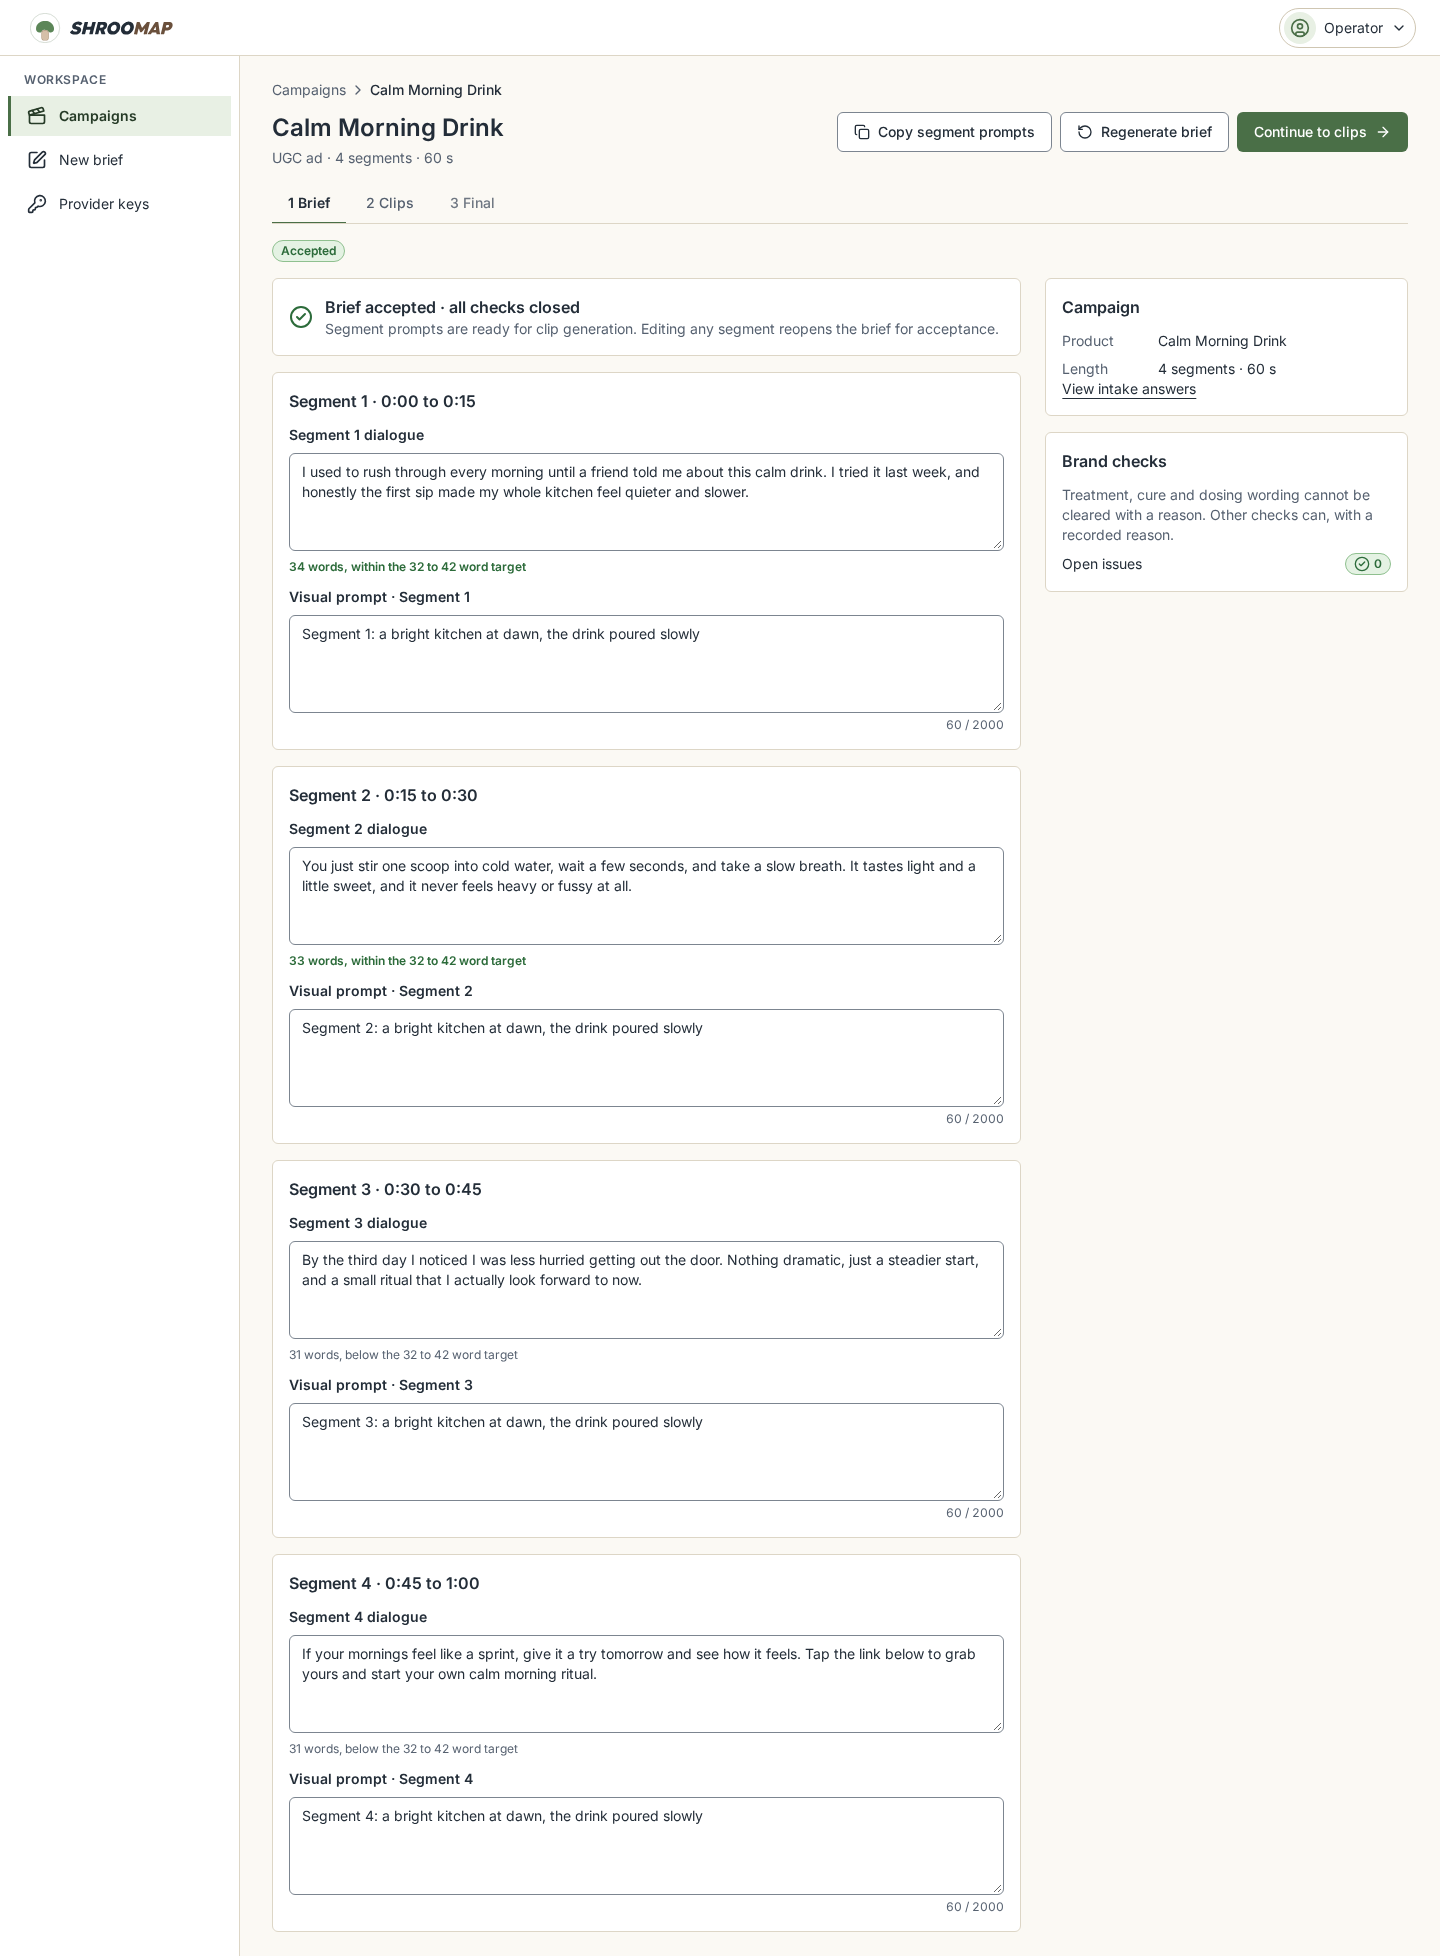 SHROOMAP
Operator
WORKSPACE
Campaigns
New brief
Provider keys
Campaigns > Calm Morning Drink
Calm Morning Drink
UGC ad · 4 segments · 60 s
Copy segment prompts
Regenerate brief
Continue to clips
1 Brief
2 Clips
3 Final
Accepted
Brief accepted · all checks closed
Segment prompts are ready for clip generation. Editing any segment reopens the brief for acceptance.
Segment 1 · 0:00 to 0:15
Segment 1 dialogue
I used to rush through every morning until a friend told me about this calm drink. I tried it last week, and
honestly the first sip made my whole kitchen feel quieter and slower.
34 words, within the 32 to 42 word target
Visual prompt · Segment 1
Segment 1: a bright kitchen at dawn, the drink poured slowly
60 / 2000
Segment 2 · 0:15 to 0:30
Segment 2 dialogue
You just stir one scoop into cold water, wait a few seconds, and take a slow breath. It tastes light and a
little sweet, and it never feels heavy or fussy at all.
33 words, within the 32 to 42 word target
Visual prompt · Segment 2
Segment 2: a bright kitchen at dawn, the drink poured slowly
60 / 2000
Segment 3 · 0:30 to 0:45
Segment 3 dialogue
By the third day I noticed I was less hurried getting out the door. Nothing dramatic, just a steadier start,
and a small ritual that I actually look forward to now.
31 words, below the 32 to 42 word target
Visual prompt · Segment 3
Segment 3: a bright kitchen at dawn, the drink poured slowly
60 / 2000
Segment 4 · 0:45 to 1:00
Segment 4 dialogue
If your mornings feel like a sprint, give it a try tomorrow and see how it feels. Tap the link below to grab
yours and start your own calm morning ritual.
31 words, below the 32 to 42 word target
Visual prompt · Segment 4
Segment 4: a bright kitchen at dawn, the drink poured slowly
60 / 2000
Campaign
Product Calm Morning Drink
Length 4 segments · 60 s
View intake answers
Brand checks
Treatment, cure and dosing wording cannot be
cleared with a reason. Other checks can, with a
recorded reason.
Open issues 0